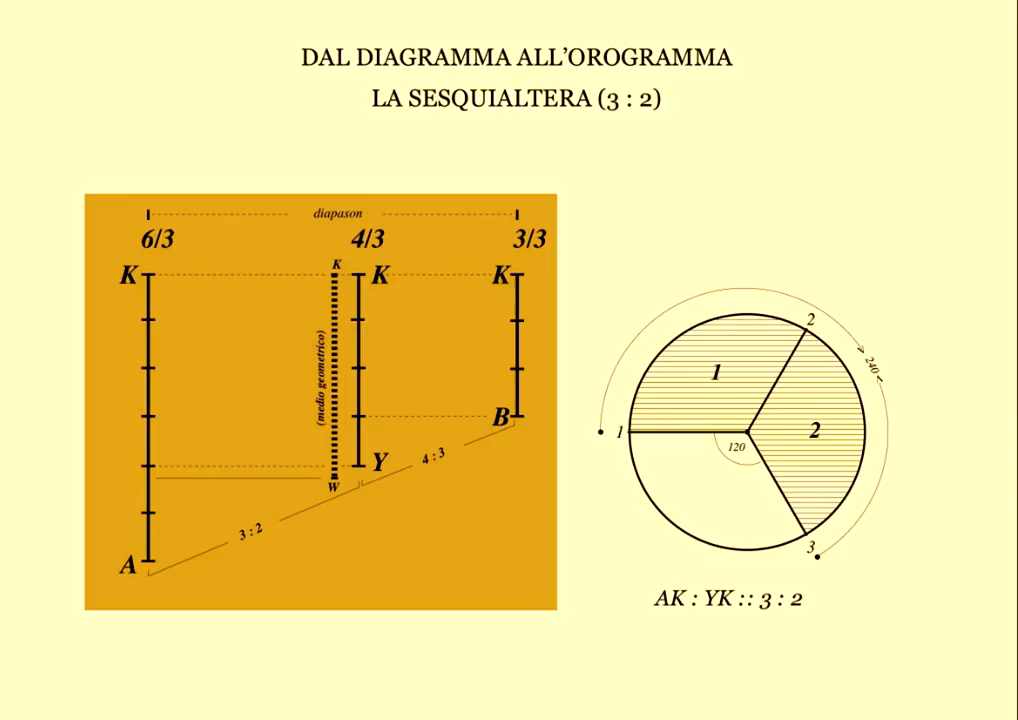 DAL DIAGRAMMA ALL’OROGRAMMA
LA SESQUIALTERA (3 : 2)
diapason
6/3 4/3 3/3
K K K K
(medio geometrico)
B
Y
W
A
3 : 2
4 : 3
1 2 3
1 2
120
> 240 <
AK : YK :: 3 : 2